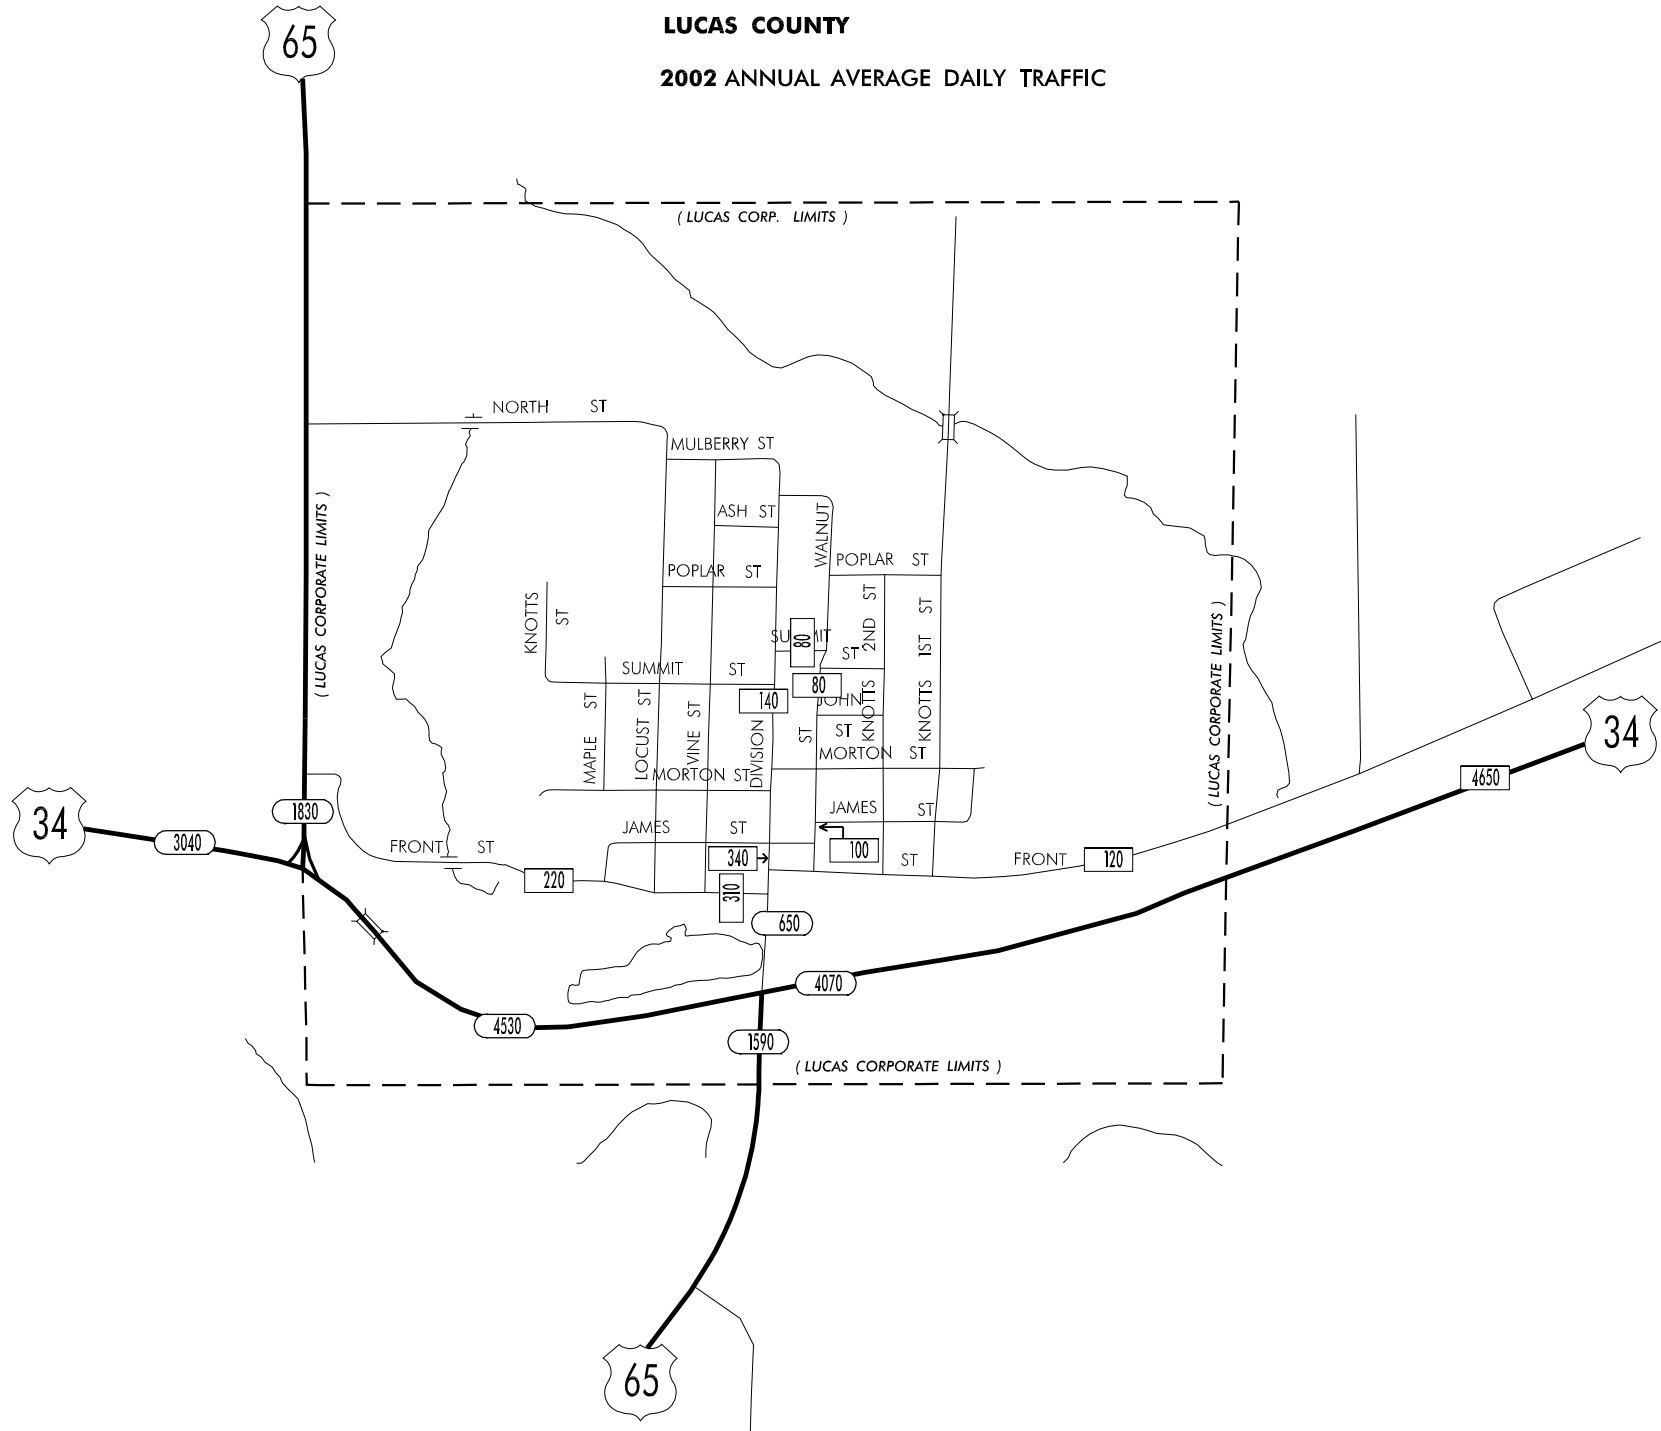 65
LUCAS COUNTY
2002 ANNUAL AVERAGE DAILY TRAFFIC
( LUCAS CORP. LIMITS )
NORTH ST
MULBERRY ST
ASH ST
WALNUT
ST
POPLAR ST
POPLAR ST
( LUCAS CORPORATE LIMITS )
KNOTTS
ST
KNOTTS 2ND ST
KNOTTS 1ST ST
( LUCAS CORPORATE LIMITS )
80
SUMMIT
ST
SUMMIT ST
80
140
JOHN
ST
MAPLE ST
LOCUST ST
VINE ST
DIVISION
MORTON ST
MORTON ST
34
4650
34
1830
3040
JAMES ST
JAMES ST
FRONT ST
340
100
ST
FRONT
120
220
310
650
4070
4530
1590
( LUCAS CORPORATE LIMITS )
65